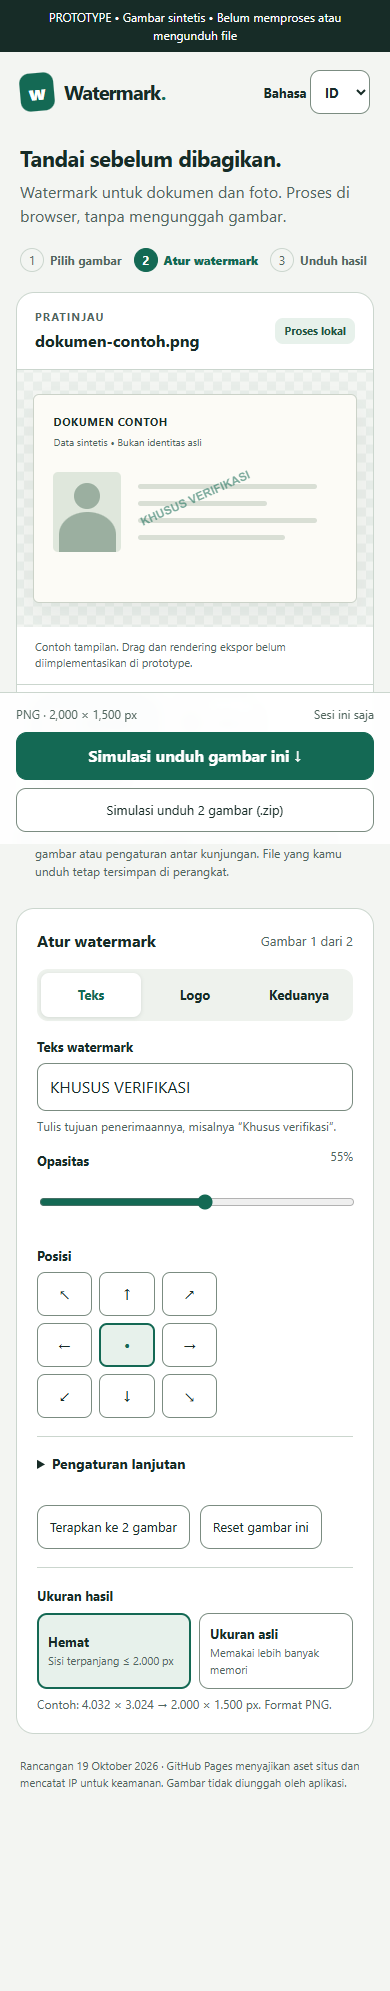 PROTOTYPE • Gambar sintetis • Belum memproses atau
mengunduh file
w Watermark.
Bahasa ID
Tandai sebelum dibagikan.
Watermark untuk dokumen dan foto. Proses di
browser, tanpa mengunggah gambar.
1 Pilih gambar 2 Atur watermark 3 Unduh hasil
PRATINJAU
dokumen-contoh.png
Proses lokal
DOKUMEN CONTOH
Data sintetis • Bukan identitas asli
KHUSUS VERIFIKASI
Contoh tampilan. Drag dan rendering ekspor belum
diimplementasikan di prototype.
PNG · 2,000 × 1,500 px Sesi ini saja
Simulasi unduh gambar ini ↓
Simulasi unduh 2 gambar (.zip)
gambar atau pengaturan antar kunjungan. File yang kamu
unduh tetap tersimpan di perangkat.
Atur watermark Gambar 1 dari 2
Teks Logo Keduanya
Teks watermark
KHUSUS VERIFIKASI
Tulis tujuan penerimaannya, misalnya “Khusus verifikasi”.
Opasitas 55%
Posisi
↖ ↑ ↗
← • →
↙ ↓ ↘
▶ Pengaturan lanjutan
Terapkan ke 2 gambar Reset gambar ini
Ukuran hasil
Hemat
Sisi terpanjang ≤ 2.000 px
Ukuran asli
Memakai lebih banyak
memori
Contoh: 4.032 × 3.024 → 2.000 × 1.500 px. Format PNG.
Rancangan 19 Oktober 2026 · GitHub Pages menyajikan aset situs dan
mencatat IP untuk keamanan. Gambar tidak diunggah oleh aplikasi.